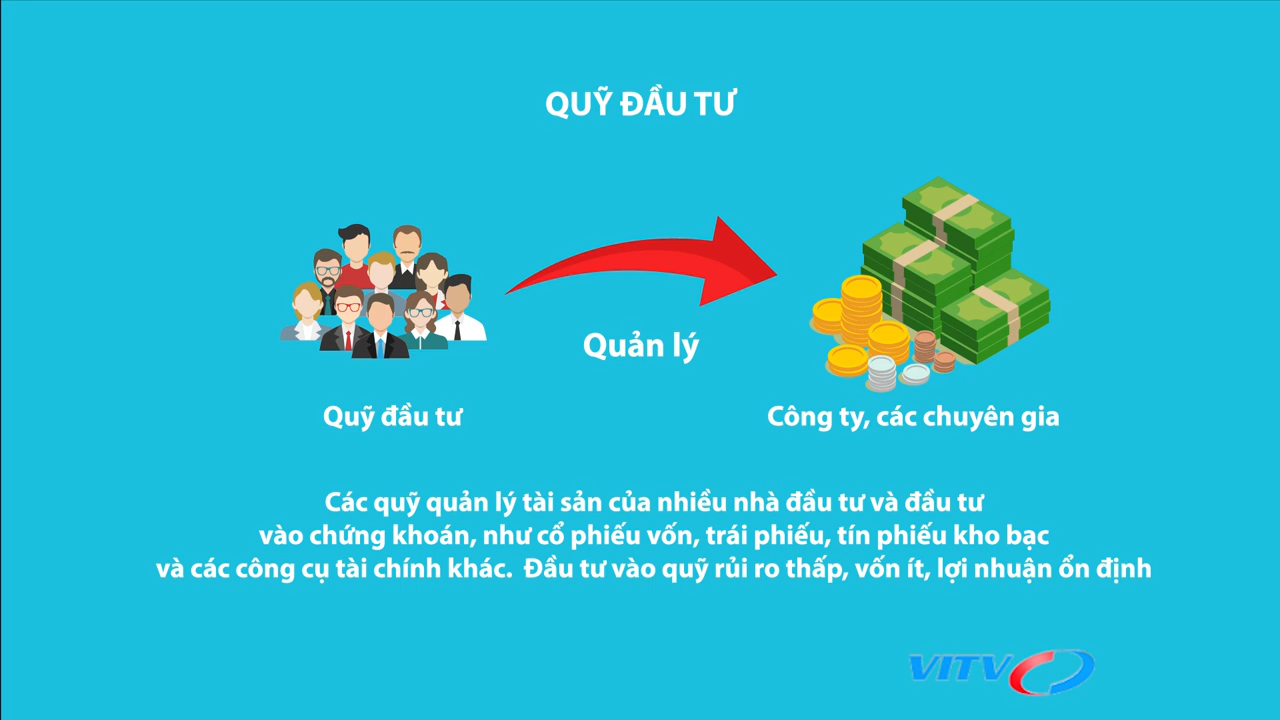 QUỸ ĐẦU TƯ
Quản lý
Quỹ đầu tư
Công ty, các chuyên gia
Các quỹ quản lý tài sản của nhiều nhà đầu tư và đầu tư
vào chứng khoán, như cổ phiếu vốn, trái phiếu, tín phiếu kho bạc
và các công cụ tài chính khác. Đầu tư vào quỹ rủi ro thấp, vốn ít, lợi nhuận ổn định
VITV